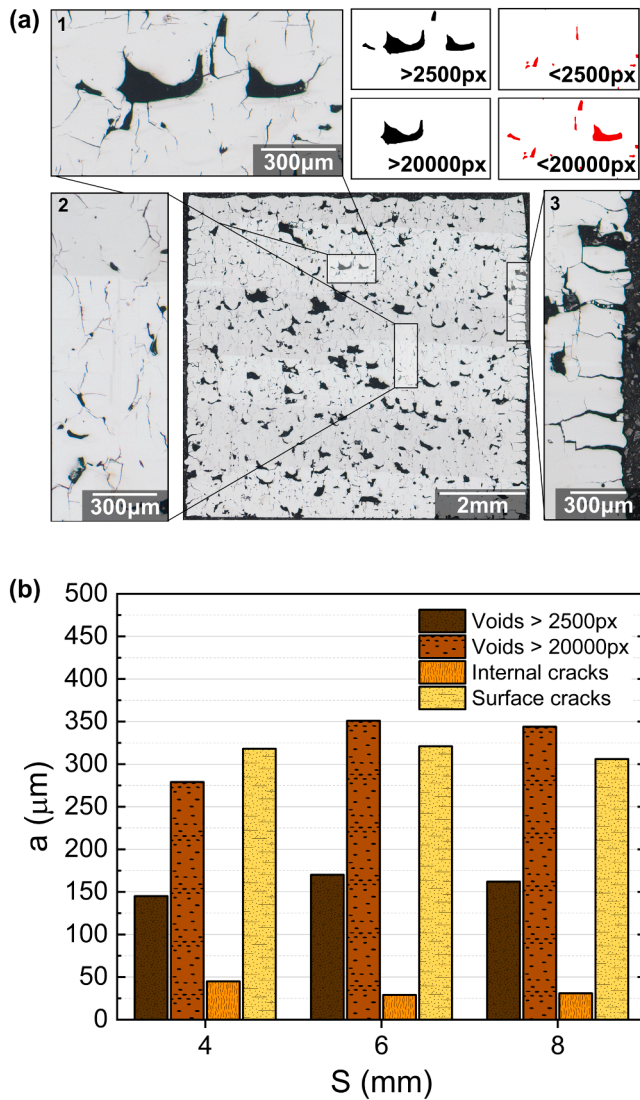 (a)
1
300µm
>2500px
<2500px
>20000px
<20000px
2
300µm
2mm
3
300µm
(b)
500
450
400
350
300
250
200
150
100
50
0
a (µm)
Voids > 2500px
Voids > 20000px
Internal cracks
Surface cracks
4 6 8
S (mm)